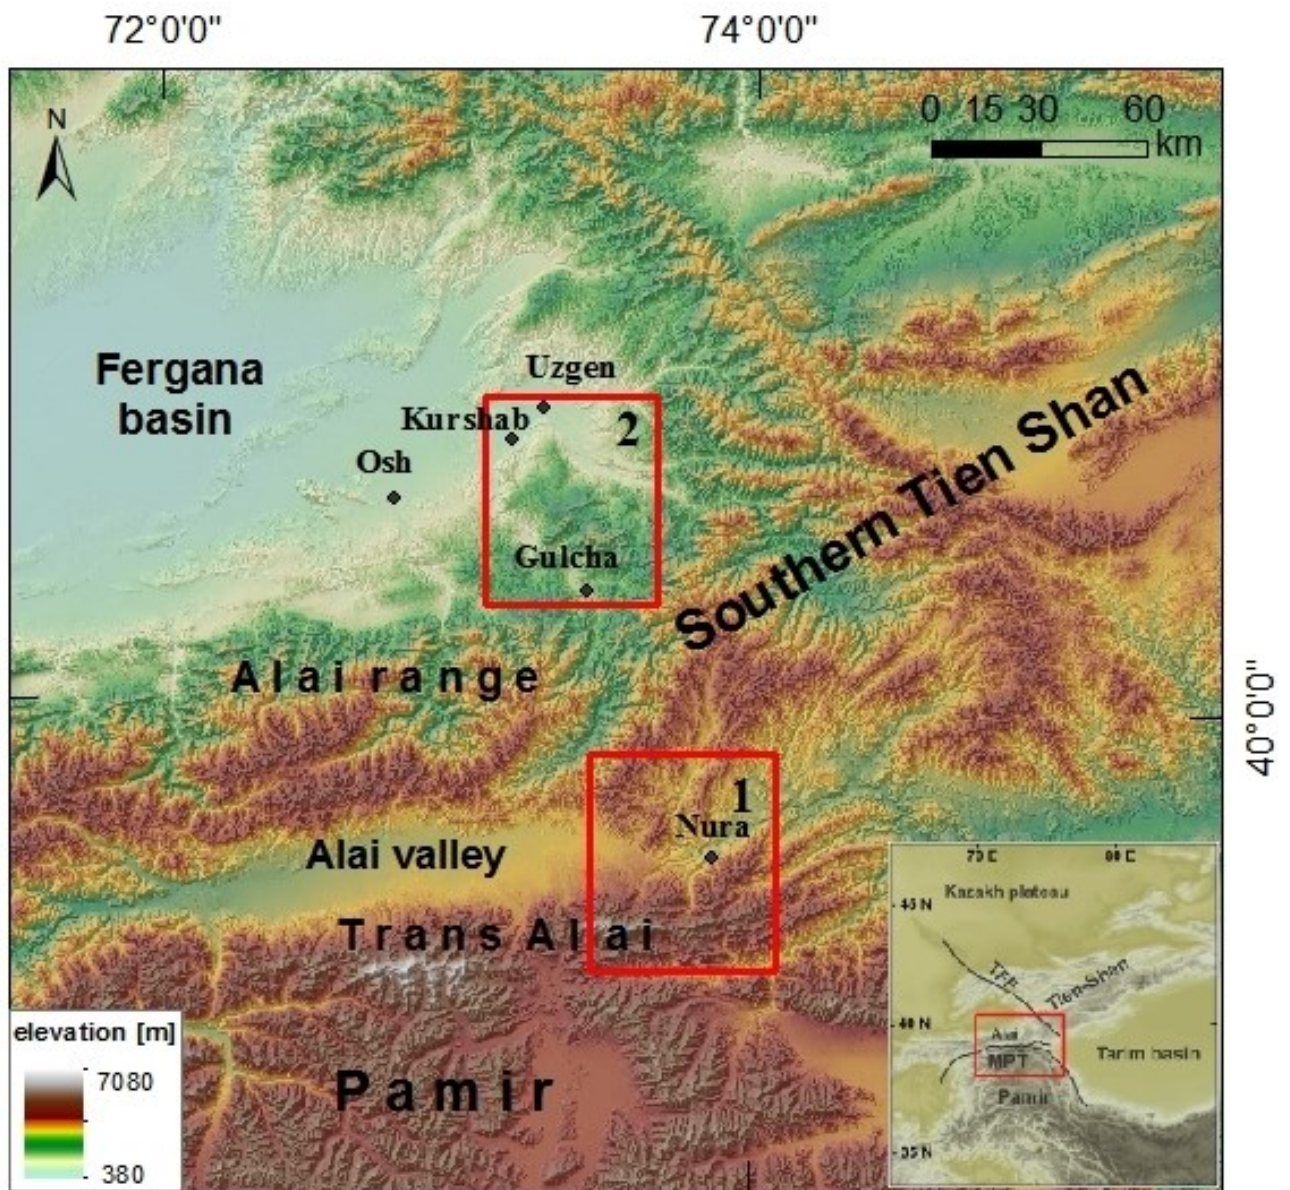 72°0'0" 74°0'0"
N
0 15 30 60
km
Fergana
basin
Uzgen
Kurshab
2
Osh
Gulcha
Southern Tien Shan
Alai range
40°0'0"
1
Nura
Alai valley
Trans Alai
Pamir
elevation [m]
7080
380
80 E
Kazakh plateau
45 N
Tien-Shan
40 N
Alai
MPT
Tarim basin
Pamir
35 N